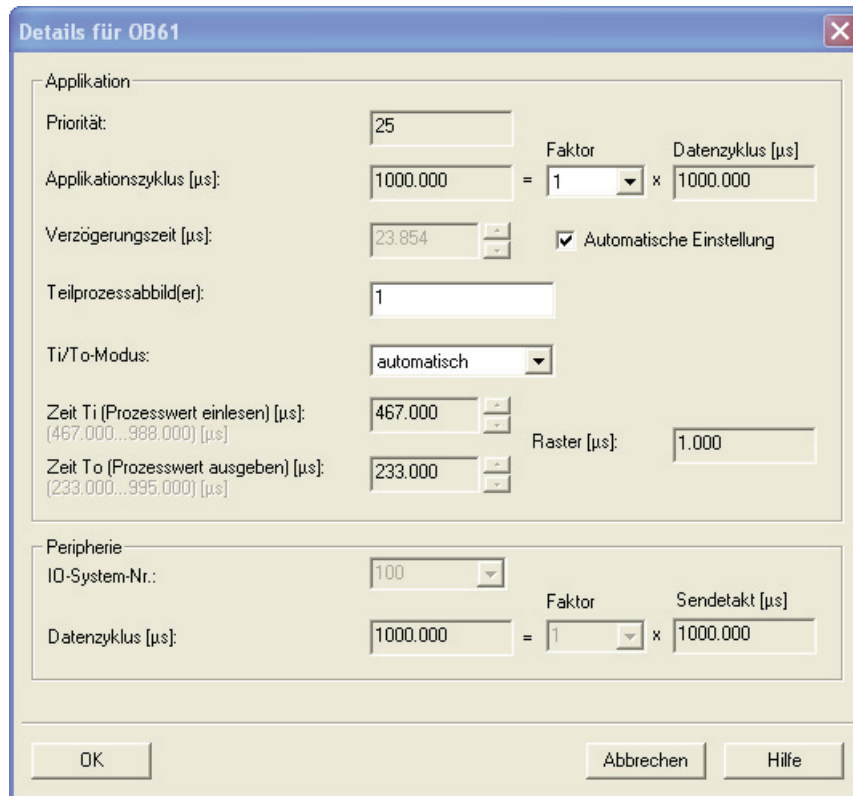 Details für OB61
Applikation
Priorität: 25
Faktor Datenzyklus [µs]
Applikationszyklus [µs]: 1000.000 = 1 x 1000.000
Verzögerungszeit [µs]: 23.854 Automatische Einstellung
Teilprozessabbild(er): 1
Ti/To-Modus: automatisch
Zeit Ti (Prozesswert einlesen) [µs]: 467.000
(467.000...988.000) [µs]
Raster [µs]: 1.000
Zeit To (Prozesswert ausgeben) [µs]: 233.000
(233.000...995.000) [µs]
Peripherie
IO-System-Nr.: 100
Faktor Sendetakt [µs]
Datenzyklus [µs]: 1000.000 = 1 x 1000.000
OK Abbrechen Hilfe